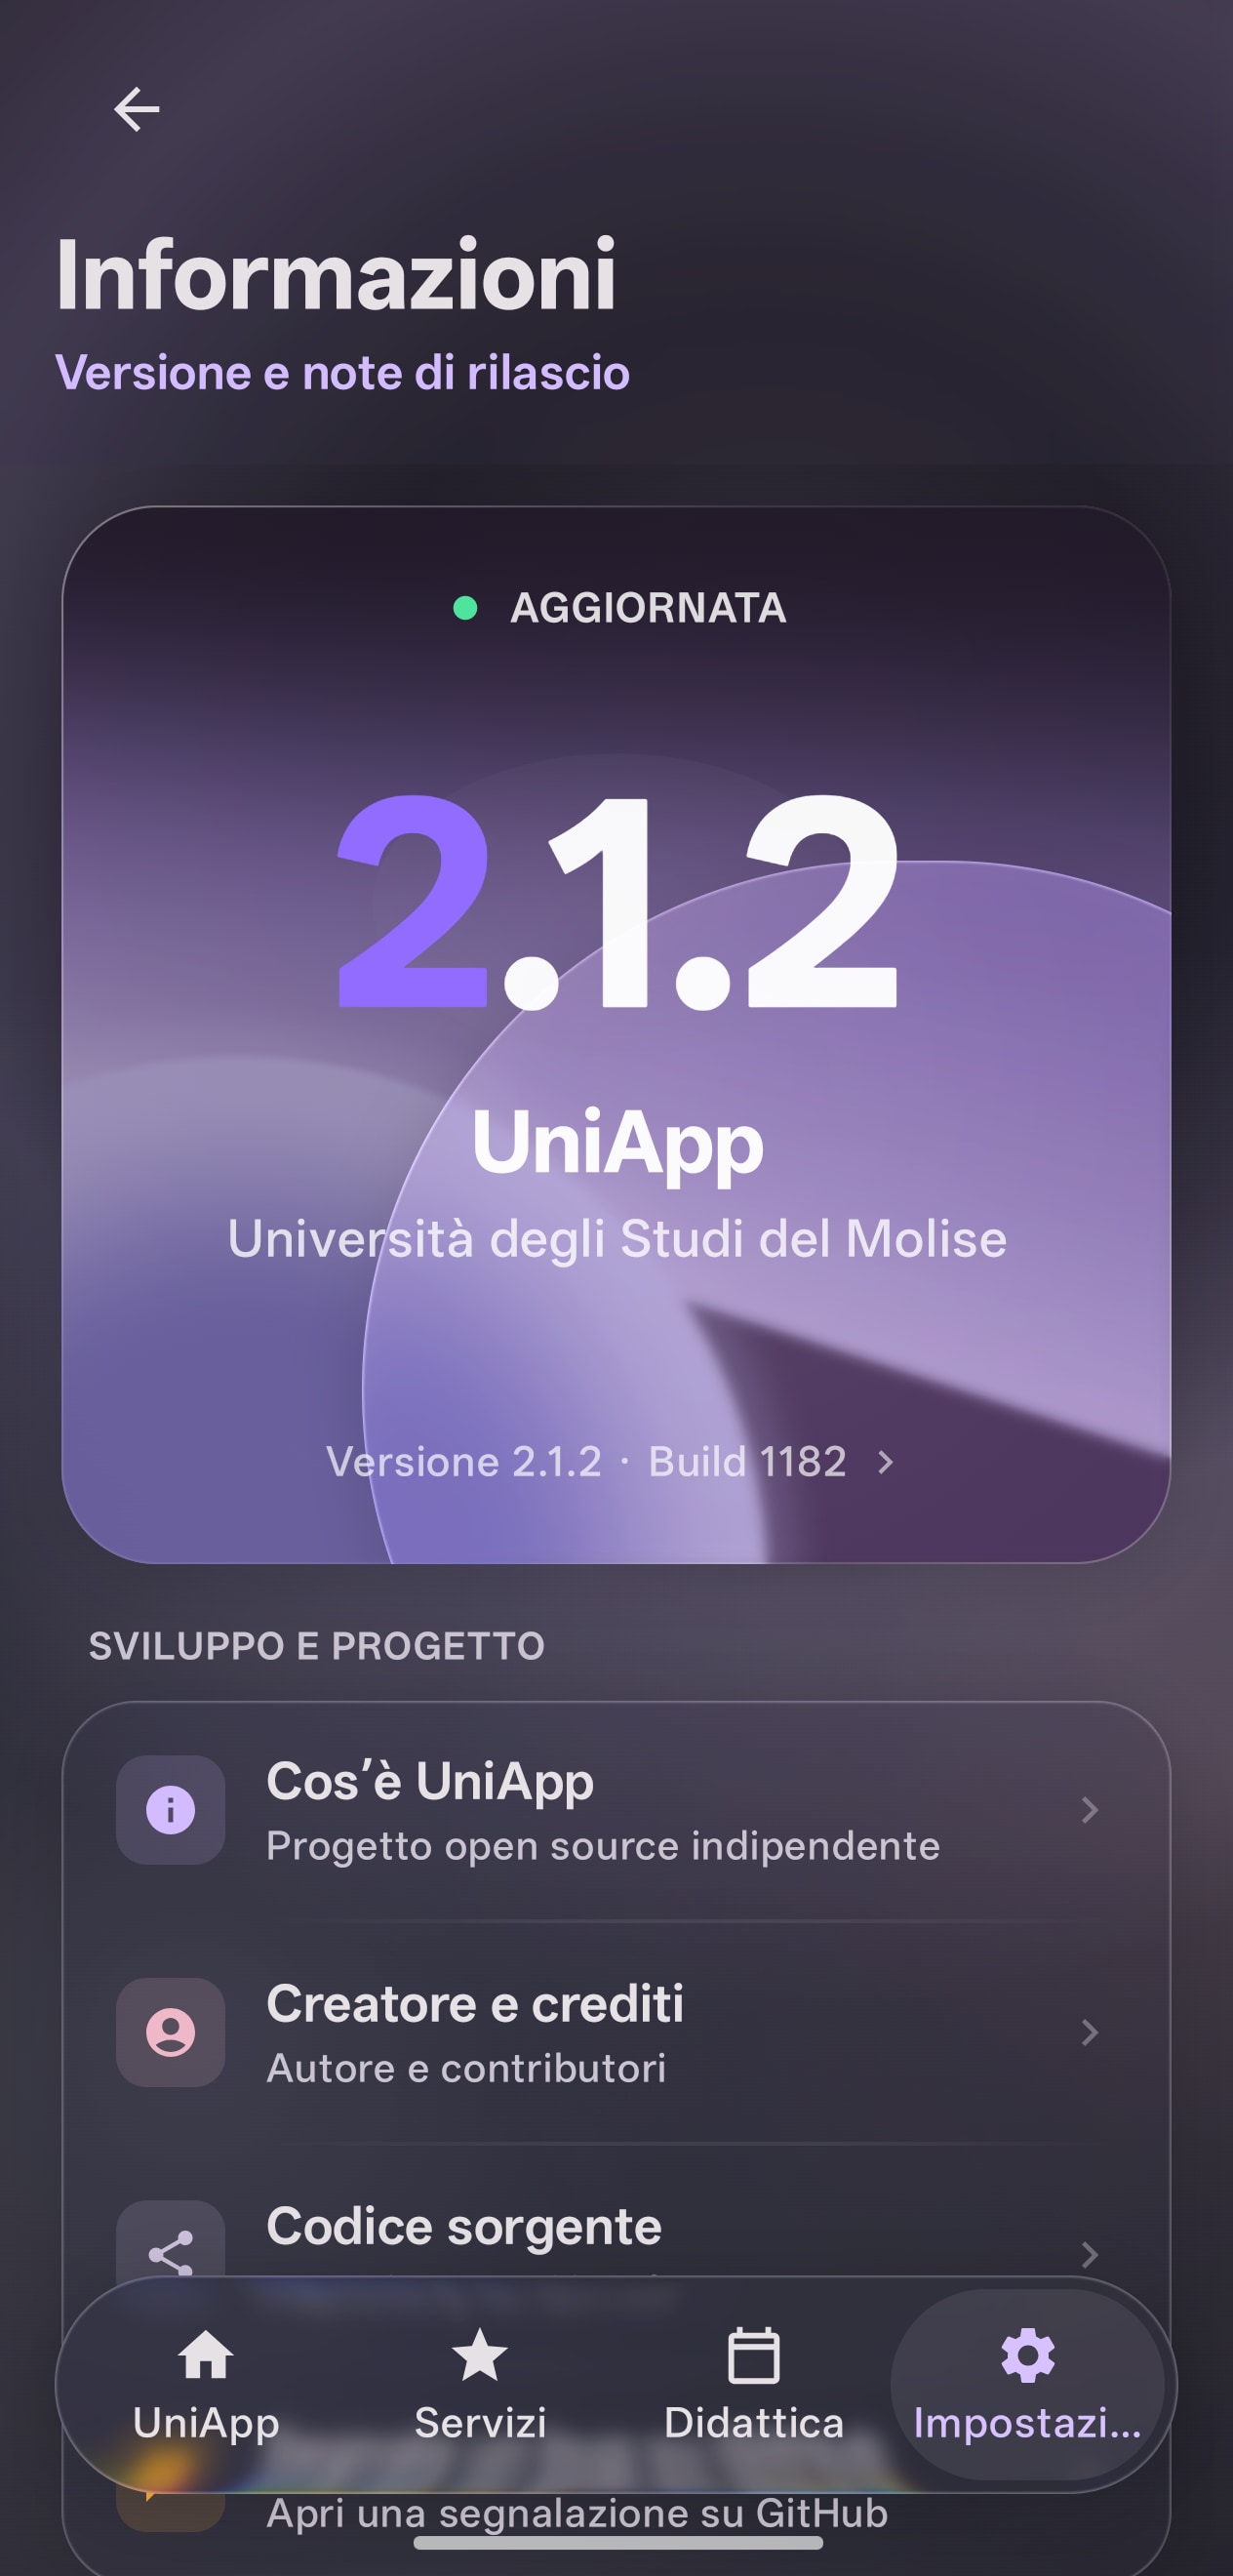 Informazioni
Versione e note di rilascio
AGGIORNATA
2.1.2
UniApp
Università degli Studi del Molise
Versione 2.1.2 · Build 1182
SVILUPPO E PROGETTO
Cos’è UniApp
Progetto open source indipendente
Creatore e crediti
Autore e contributori
Codice sorgente
UniApp
Servizi
Didattica
Impostazi...
Apri una segnalazione su GitHub